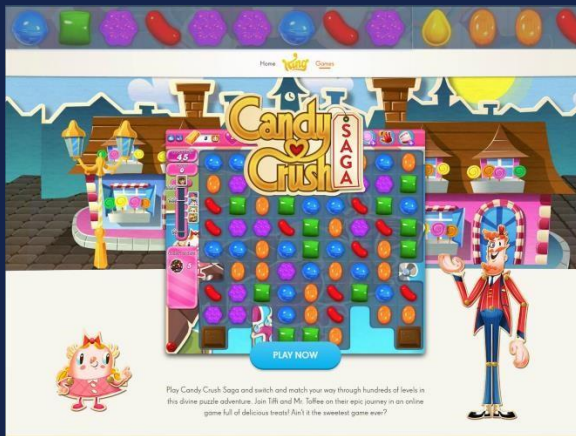 Home King Games
Candy
Crush
SAGA
45
PLAY NOW
Play Candy Crush Saga and switch and match your way through hundreds of levels in
this divine puzzle adventure. Join Tiffi and Mr. Toffee on their epic journey in an online
game full of delicious treats! Ain't it the sweetest game ever?